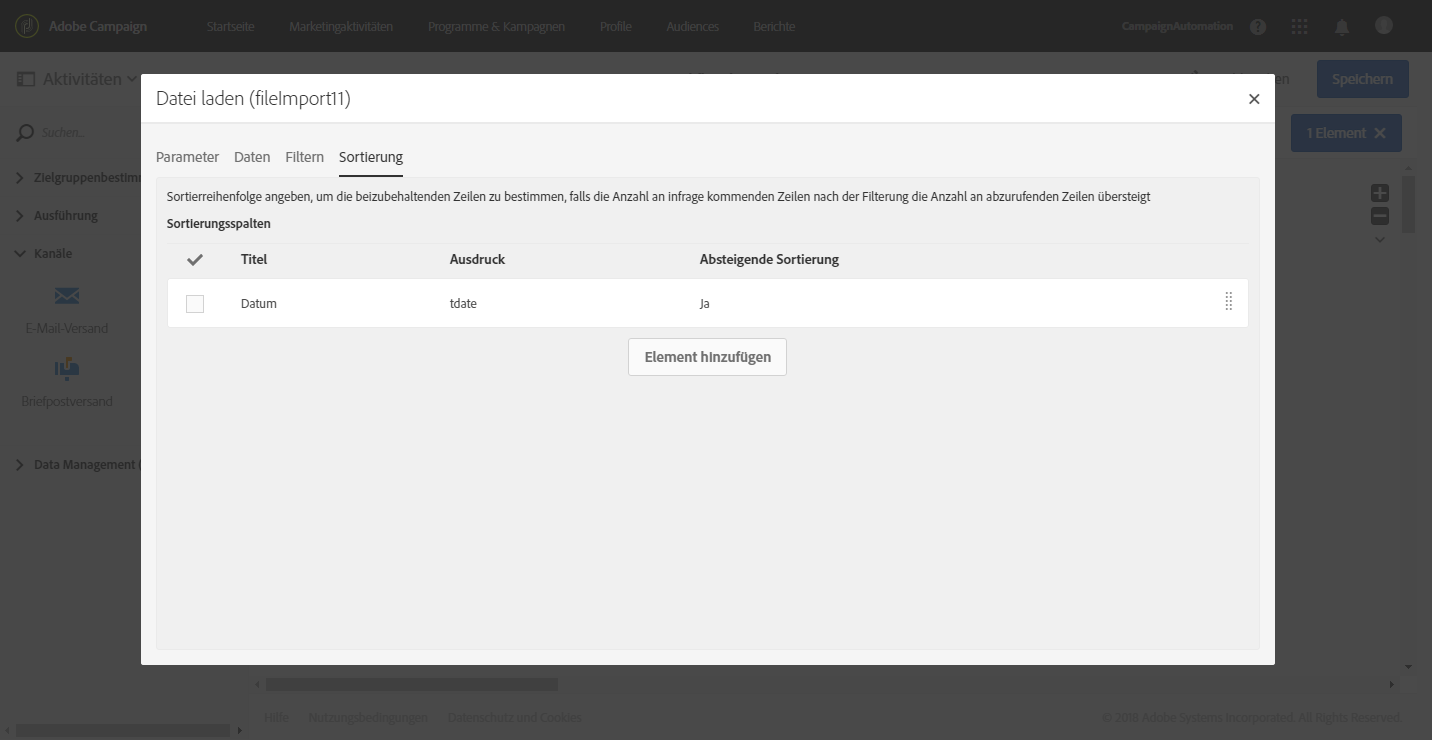 Adobe Campaign Startseite Marketingaktivitäten Programme & Kampagnen Profile Audiences Berichte CampaignAutomation
Aktivitäten Speichern
Datei laden (fileImport11)
Suchen...
1 Element
Parameter Daten Filtern Sortierung
Ausführung
Kanäle
E-Mail-Versand
Briefpostversand
Data Management
Sortierreihenfolge angeben, um die beizubehaltenden Zeilen zu bestimmen, falls die Anzahl an infrage kommenden Zeilen nach der Filterung die Anzahl an abzurufenden Zeilen übersteigt
Sortierungsspalten
Titel Ausdruck Absteigende Sortierung
Datum tdate Ja
Element hinzufügen
Hilfe Nutzungsbedingungen Datenschutz und Cookies © 2018 Adobe Systems Incorporated. All Rights Reserved.